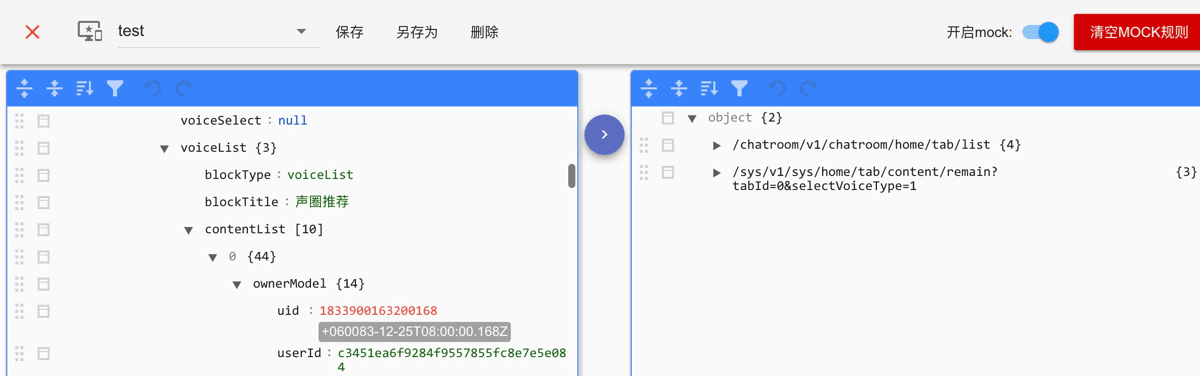 test 保存 另存为 删除 开启mock: 清空MOCK规则
voiceSelect : null
voiceList {3}
blockType : voiceList
blockTitle : 声圈推荐
contentList [10]
0 {44}
ownerModel {14}
uid : 1833900163200168
+060083-12-25T08:00:00.168Z
userId : c3451ea6f9284f9557855fc8e7e5e08
4
object {2}
/chatroom/v1/chatroom/home/tab/list {4}
/sys/v1/sys/home/tab/content/remain? {3}
tabId=0&selectVoiceType=1